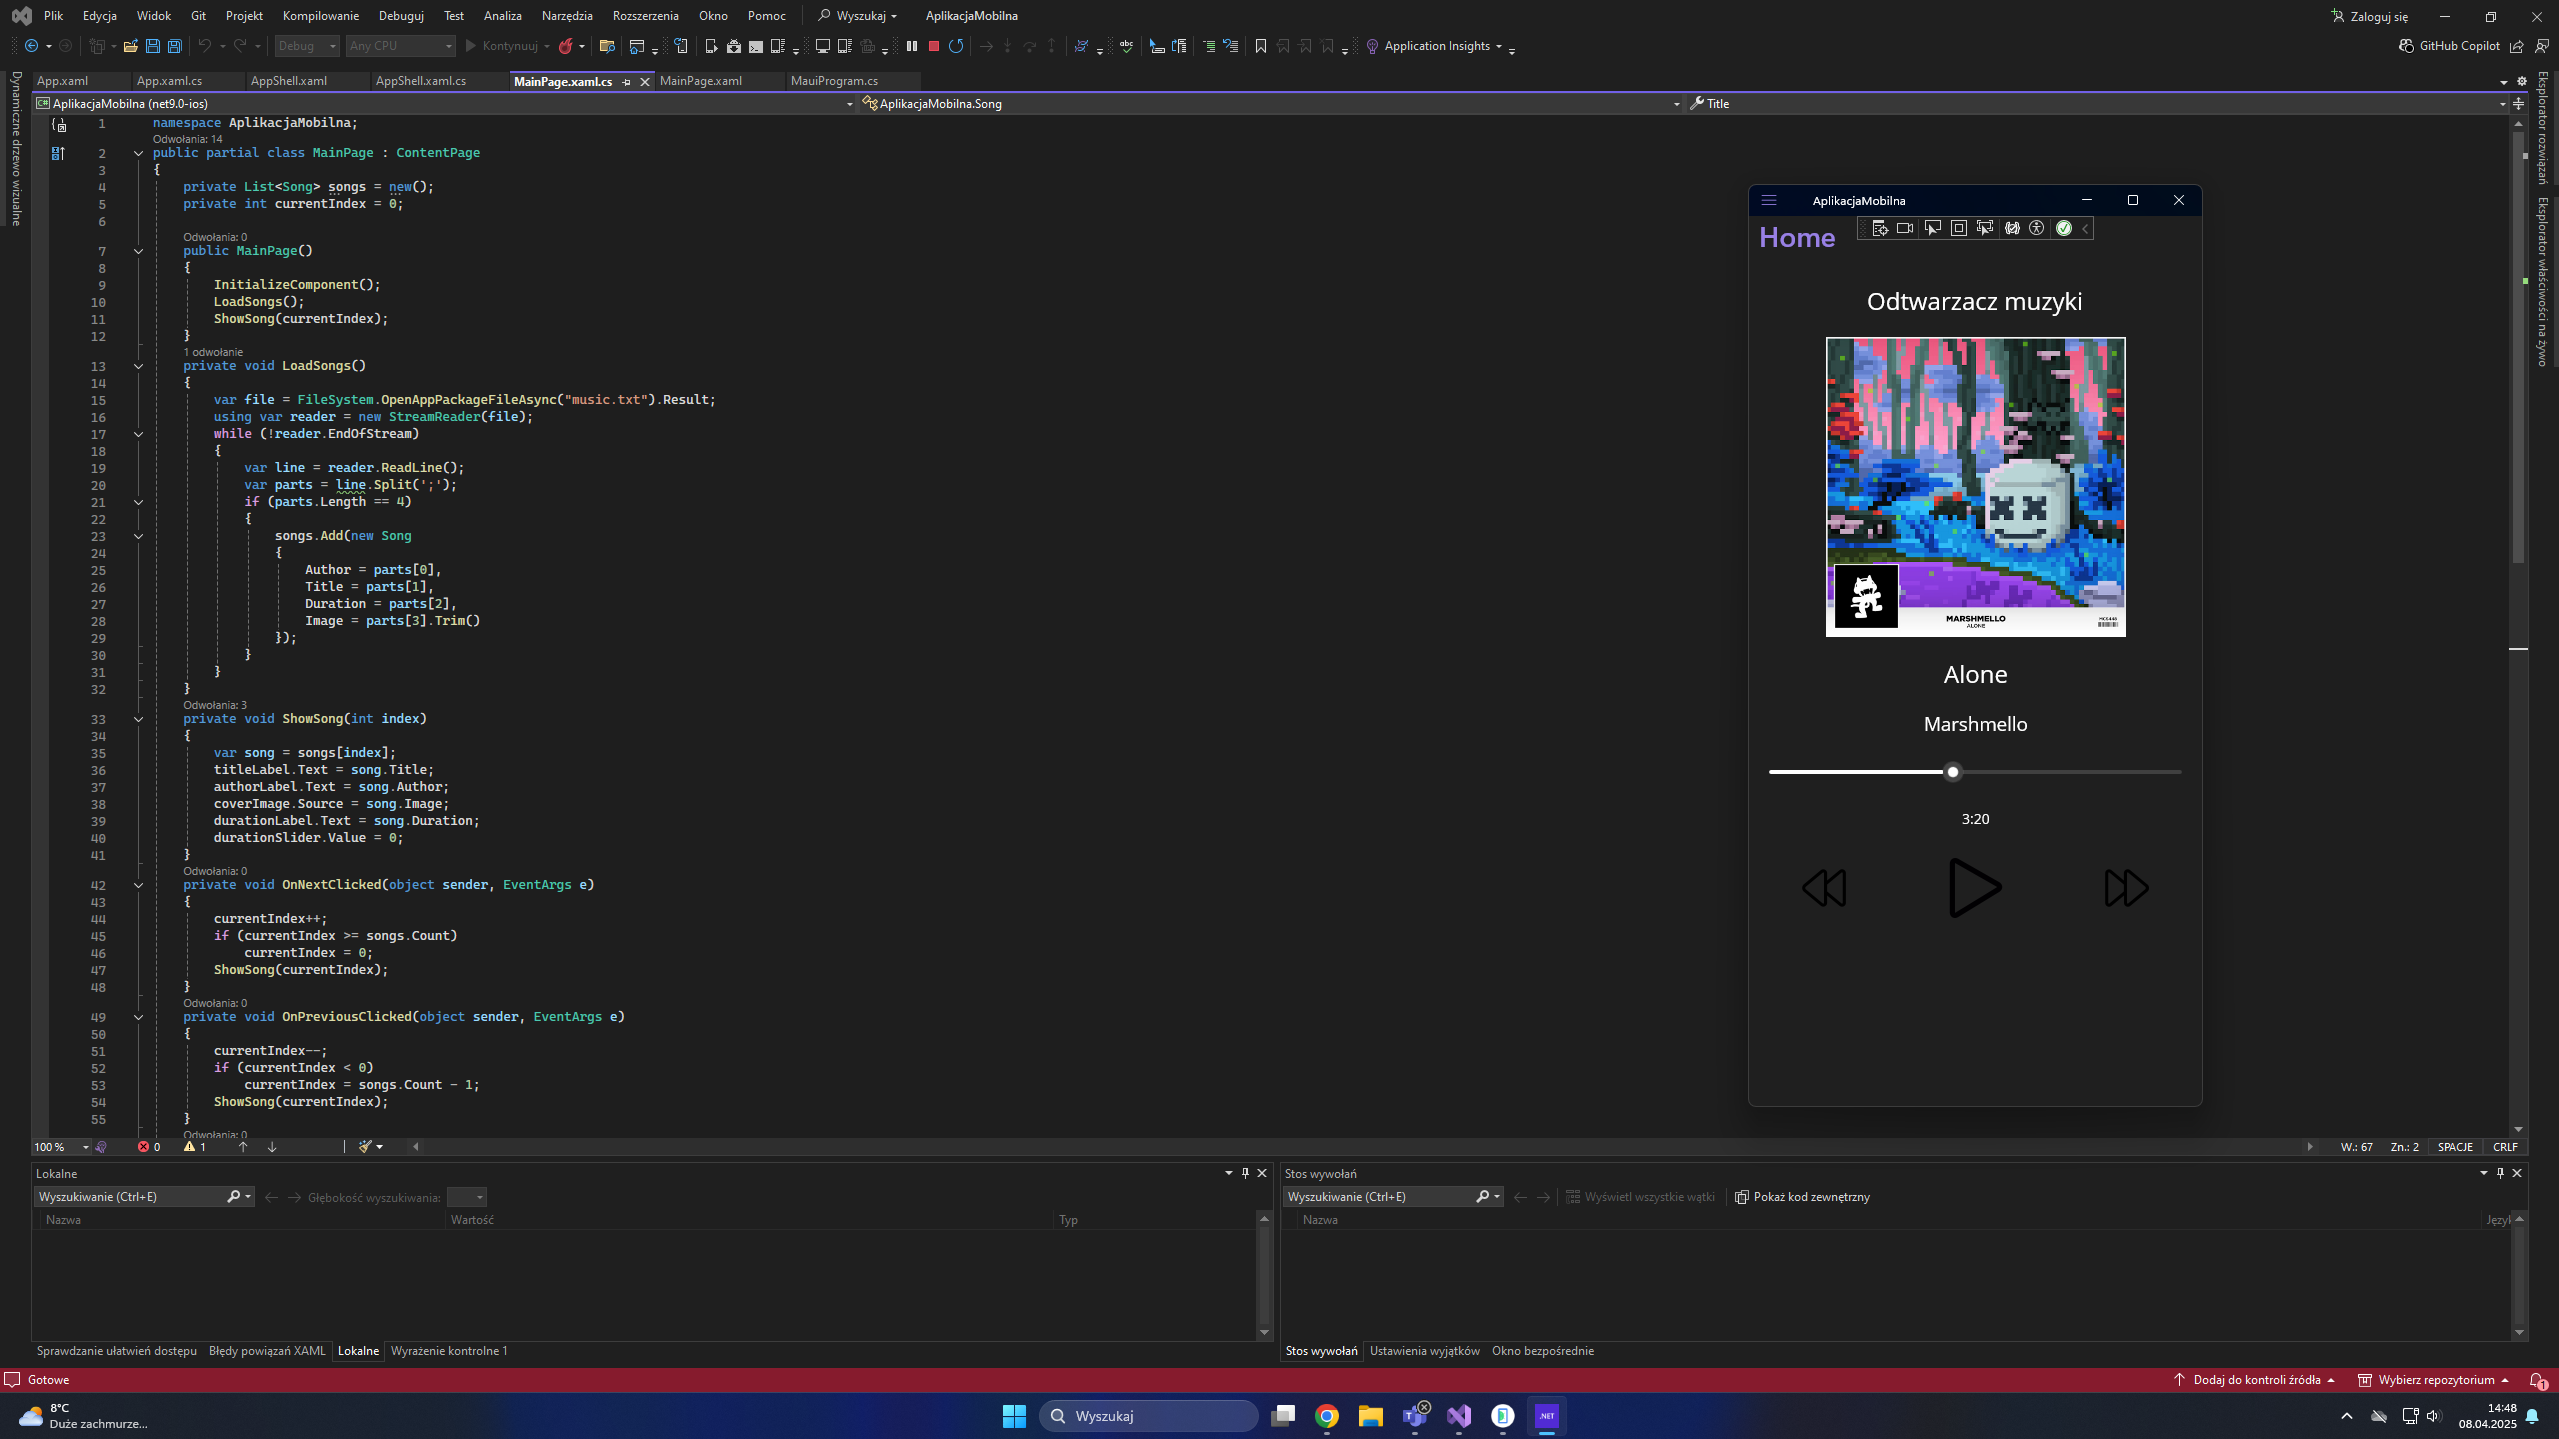 Plik Edycja Widok Git Projekt Kompilowanie Debuguj Test Analiza Narzędzia Rozszerzenia Okno Pomoc Wyszukaj AplikacjaMobilna Zaloguj się
Debug Any CPU Kontynuuj Application Insights GitHub Copilot
App.xaml App.xaml.cs AppShell.xaml AppShell.xaml.cs MainPage.xaml.cs MainPage.xaml MauiProgram.cs
AplikacjaMobilna (net9.0-ios) AplikacjaMobilna.Song Title
Dynamiczne drzewo wizualne
Eksplorator rozwiązań
Eksplorator właściwości na żywo
1 namespace AplikacjaMobilna;
Odwołania: 14
2 public partial class MainPage : ContentPage
3 {
4 private List<Song> songs = new();
5 private int currentIndex = 0;
6
Odwołania: 0
7 public MainPage()
8 {
9 InitializeComponent();
10 LoadSongs();
11 ShowSong(currentIndex);
12 }
1 odwołanie
13 private void LoadSongs()
14 {
15 var file = FileSystem.OpenAppPackageFileAsync("music.txt").Result;
16 using var reader = new StreamReader(file);
17 while (!reader.EndOfStream)
18 {
19 var line = reader.ReadLine();
20 var parts = line.Split(';');
21 if (parts.Length == 4)
22 {
23 songs.Add(new Song
24 {
25 Author = parts[0],
26 Title = parts[1],
27 Duration = parts[2],
28 Image = parts[3].Trim()
29 });
30 }
31 }
32 }
Odwołania: 3
33 private void ShowSong(int index)
34 {
35 var song = songs[index];
36 titleLabel.Text = song.Title;
37 authorLabel.Text = song.Author;
38 coverImage.Source = song.Image;
39 durationLabel.Text = song.Duration;
40 durationSlider.Value = 0;
41 }
Odwołania: 0
42 private void OnNextClicked(object sender, EventArgs e)
43 {
44 currentIndex++;
45 if (currentIndex >= songs.Count)
46 currentIndex = 0;
47 ShowSong(currentIndex);
48 }
Odwołania: 0
49 private void OnPreviousClicked(object sender, EventArgs e)
50 {
51 currentIndex--;
52 if (currentIndex < 0)
53 currentIndex = songs.Count - 1;
54 ShowSong(currentIndex);
55 }
Odwołania: 0
AplikacjaMobilna
Home
Odtwarzacz muzyki
MARSHMELLO
ALONE
Alone
Marshmello
3:20
100 % 0 1 W.: 67 Zn.: 2 SPACJE CRLF
Lokalne
Wyszukiwanie (Ctrl+E) Głębokość wyszukiwania:
Nazwa Wartość Typ
Stos wywołań
Wyszukiwanie (Ctrl+E) Wyświetl wszystkie wątki Pokaż kod zewnętrzny
Nazwa Język
Sprawdzanie ułatwień dostępu Błędy powiązań XAML Lokalne Wyrażenie kontrolne 1
Stos wywołań Ustawienia wyjątków Okno bezpośrednie
Gotowe Dodaj do kontroli źródła Wybierz repozytorium 1
8°C
Duże zachmurze...
Wyszukaj
.NET
14:48
08.04.2025